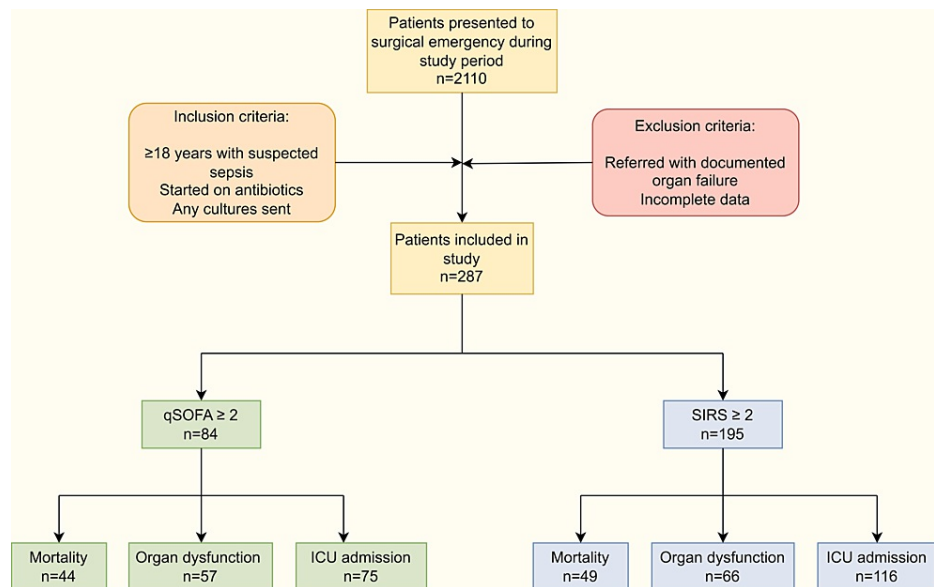 Patients presented to
surgical emergency during
study period
n=2110
Inclusion criteria:
≥18 years with suspected
sepsis
Started on antibiotics
Any cultures sent
Exclusion criteria:
Referred with documented
organ failure
Incomplete data
Patients included in
study
n=287
qSOFA ≥ 2
n=84
SIRS ≥ 2
n=195
Mortality
n=44
Organ dysfunction
n=57
ICU admission
n=75
Mortality
n=49
Organ dysfunction
n=66
ICU admission
n=116